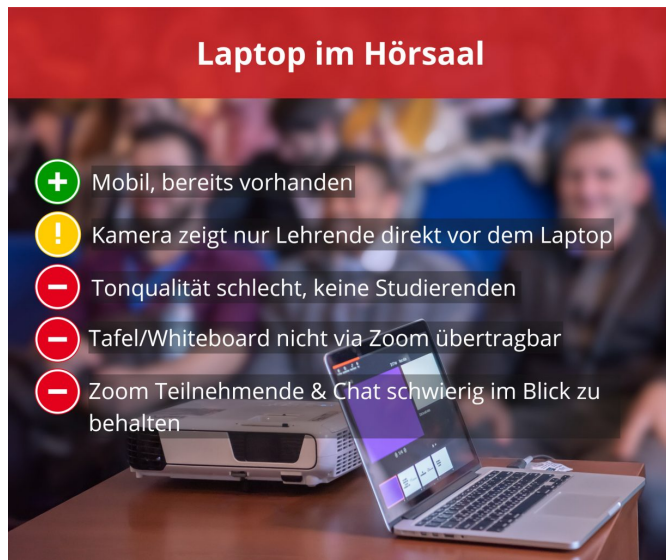 Laptop im Hörsaal
Mobil, bereits vorhanden
Kamera zeigt nur Lehrende direkt vor dem Laptop
Tonqualität schlecht, keine Studierenden
Tafel/Whiteboard nicht via Zoom übertragbar
Zoom Teilnehmende & Chat schwierig im Blick zu
behalten